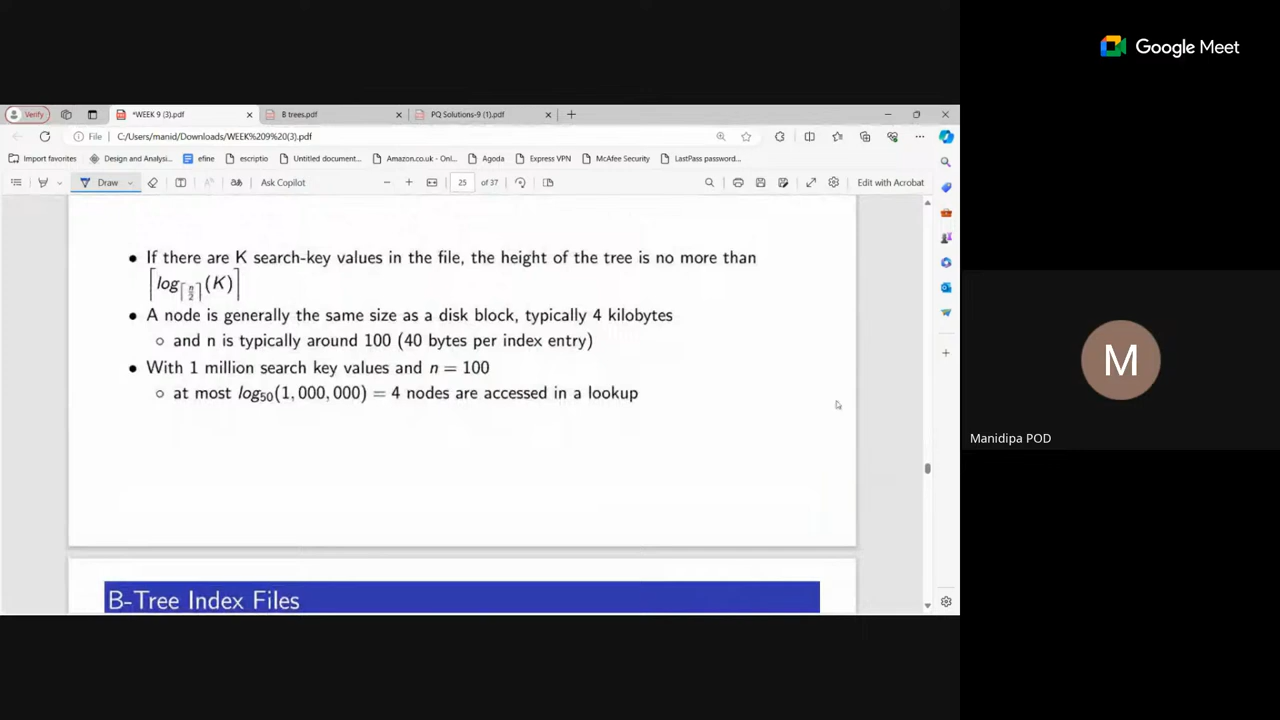 Google Meet
Verify
*WEEK 9 (3).pdf
B trees.pdf
PQ Solutions-9 (1).pdf
File
C:/Users/manid/Downloads/WEEK%209%20(3).pdf
Import favorites
Design and Analysi...
efine
escriptio
Untitled document...
Amazon.co.uk - Onl...
Agoda
Express VPN
McAfee Security
LastPass password...
Draw
Ask Copilot
25 of 37
Edit with Acrobat
• If there are K search-key values in the file, the height of the tree is no more than
⌈log⌈n/2⌉(K)⌉
• A node is generally the same size as a disk block, typically 4 kilobytes
○ and n is typically around 100 (40 bytes per index entry)
• With 1 million search key values and n = 100
○ at most log₅₀(1,000,000) = 4 nodes are accessed in a lookup
B-Tree Index Files
M
Manidipa POD